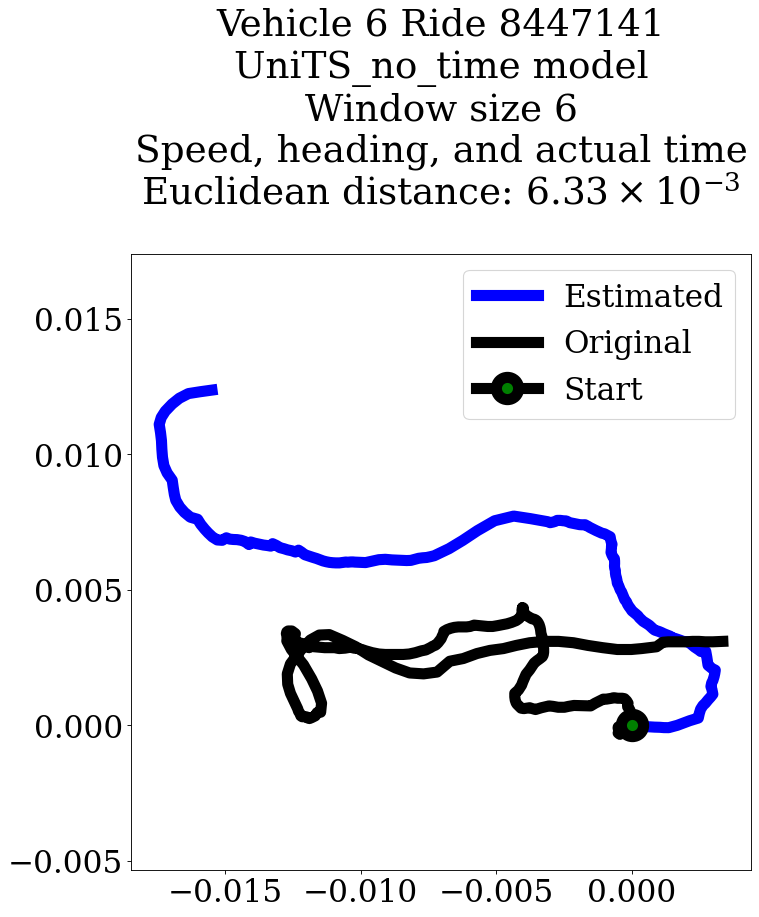 Vehicle 6 Ride 8447141
UniTS_no_time model
Window size 6
Speed, heading, and actual time
Euclidean distance: 6.33 × 10⁻³
Estimated
Original
Start
0.015
0.010
0.005
0.000
−0.005
−0.015
−0.010
−0.005
0.000